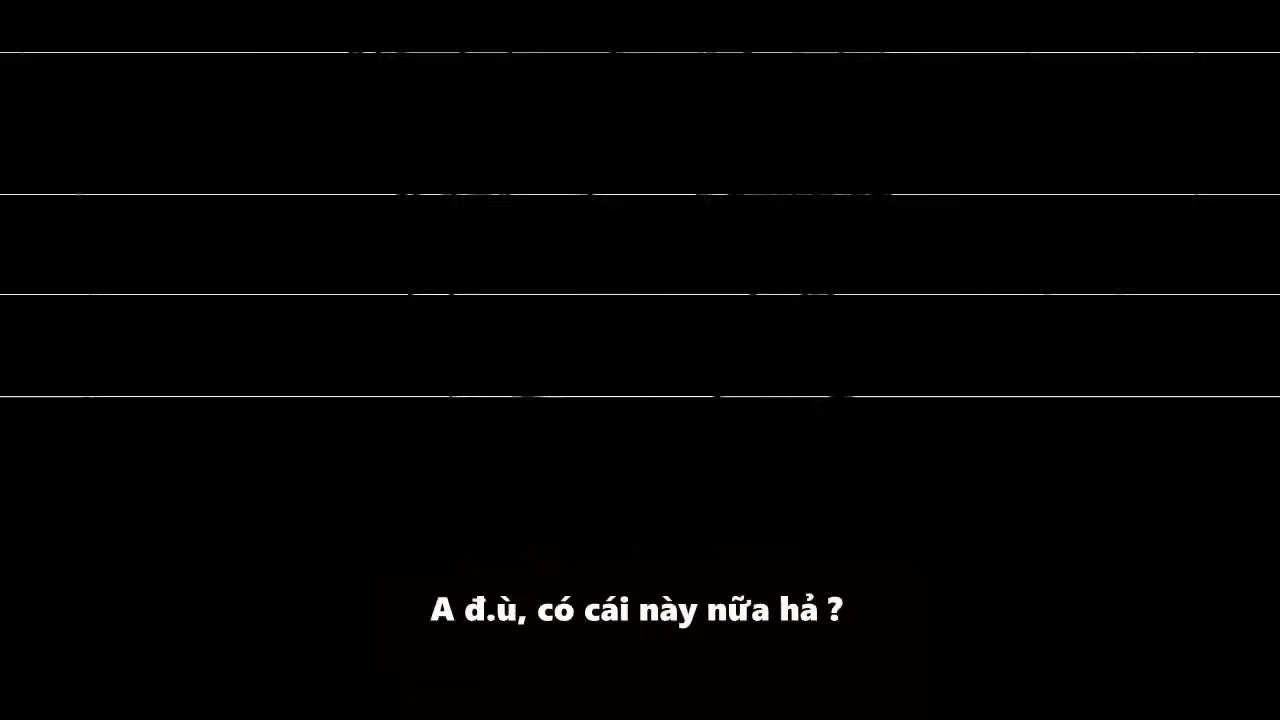 A đ.ù, có cái này nữa hả ?